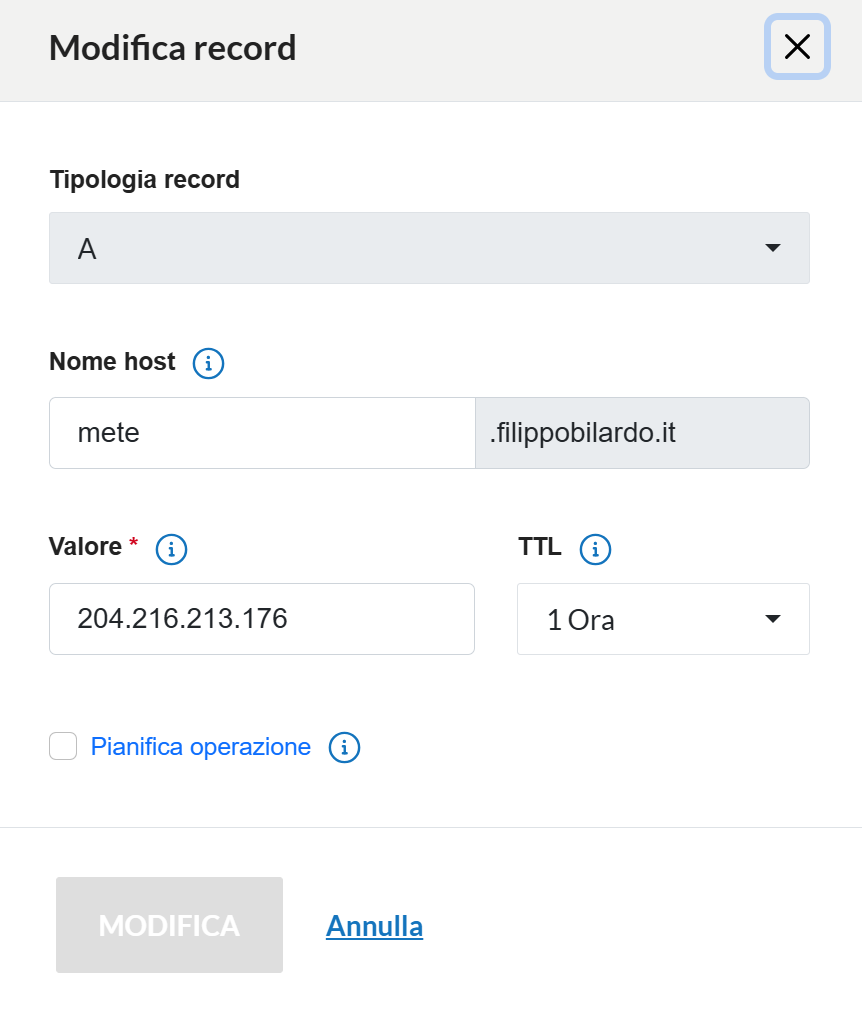 Modifica record
Tipologia record
A
Nome host
mete
.filippobilardo.it
Valore *
TTL
204.216.213.176
1 Ora
Pianifica operazione
MODIFICA
Annulla